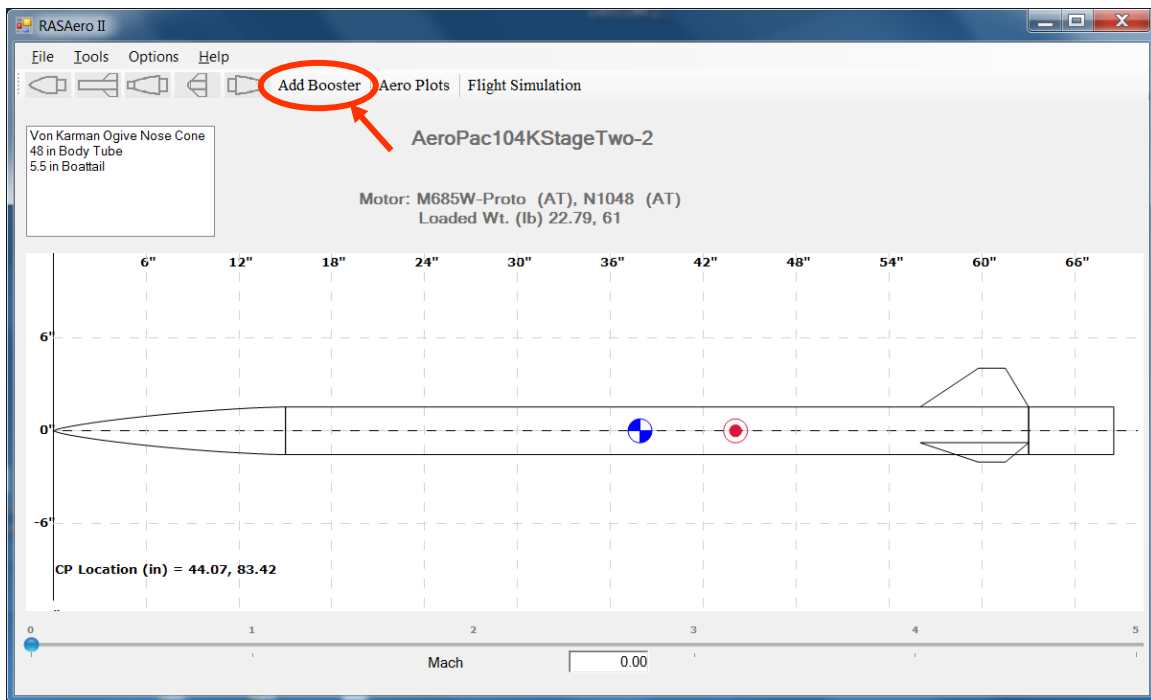 RASAero II
File Tools Options Help
Add Booster Aero Plots Flight Simulation
Von Karman Ogive Nose Cone
48 in Body Tube
5.5 in Boattail
AeroPac104KStageTwo-2
Motor: M685W-Proto (AT), N1048 (AT)
Loaded Wt. (lb) 22.79, 61
6" 12" 18" 24" 30" 36" 42" 48" 54" 60" 66"
6"
0"
-6"
CP Location (in) = 44.07, 83.42
0 1 2 3 4 5
Mach 0.00